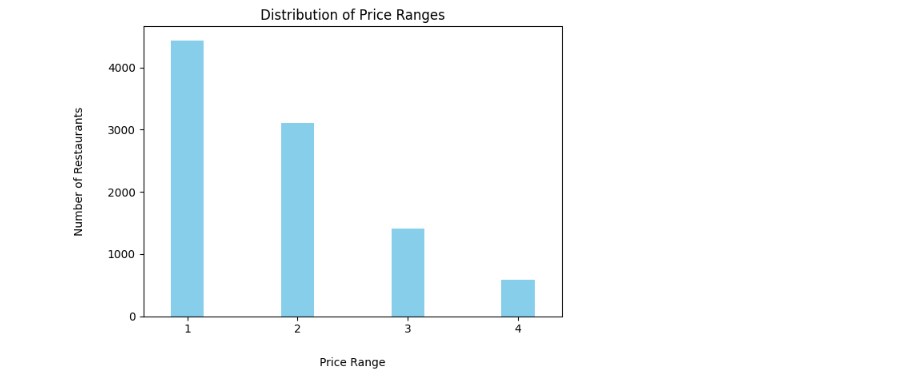 Distribution of Price Ranges
4000
3000
2000
1000
0
Number of Restaurants
1 2 3 4
Price Range